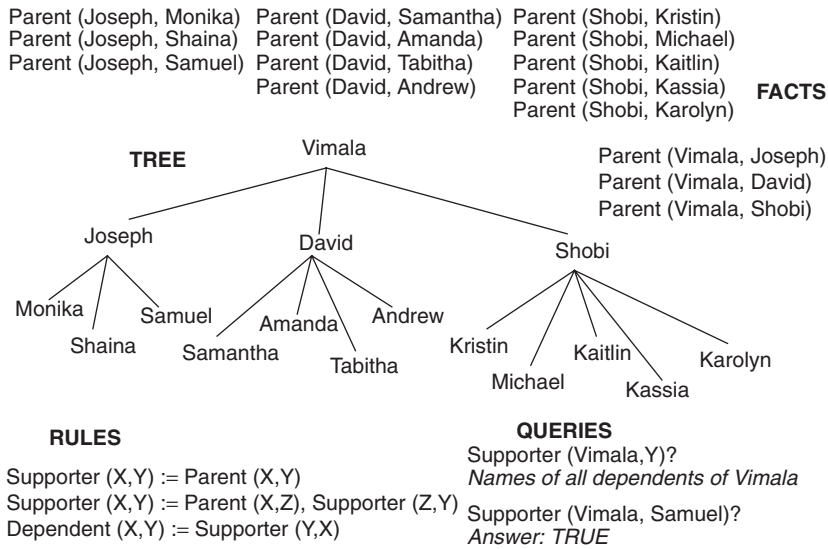 Parent (Joseph, Monika)
Parent (Joseph, Shaina)
Parent (Joseph, Samuel)
Parent (David, Samantha)
Parent (David, Amanda)
Parent (David, Tabitha)
Parent (David, Andrew)
Parent (Shobi, Kristin)
Parent (Shobi, Michael)
Parent (Shobi, Kaitlin)
Parent (Shobi, Kassia)
Parent (Shobi, Karolyn)
FACTS
Parent (Vimala, Joseph)
Parent (Vimala, David)
Parent (Vimala, Shobi)
TREE
Vimala
Joseph
David
Shobi
Monika
Shaina
Samuel
Samantha
Amanda
Tabitha
Andrew
Kristin
Michael
Kaitlin
Kassia
Karolyn
RULES
Supporter (X,Y) := Parent (X,Y)
Supporter (X,Y) := Parent (X,Z), Supporter (Z,Y)
Dependent (X,Y) := Supporter (Y,X)
QUERIES
Supporter (Vimala,Y)?
Names of all dependents of Vimala
Supporter (Vimala, Samuel)?
Answer: TRUE